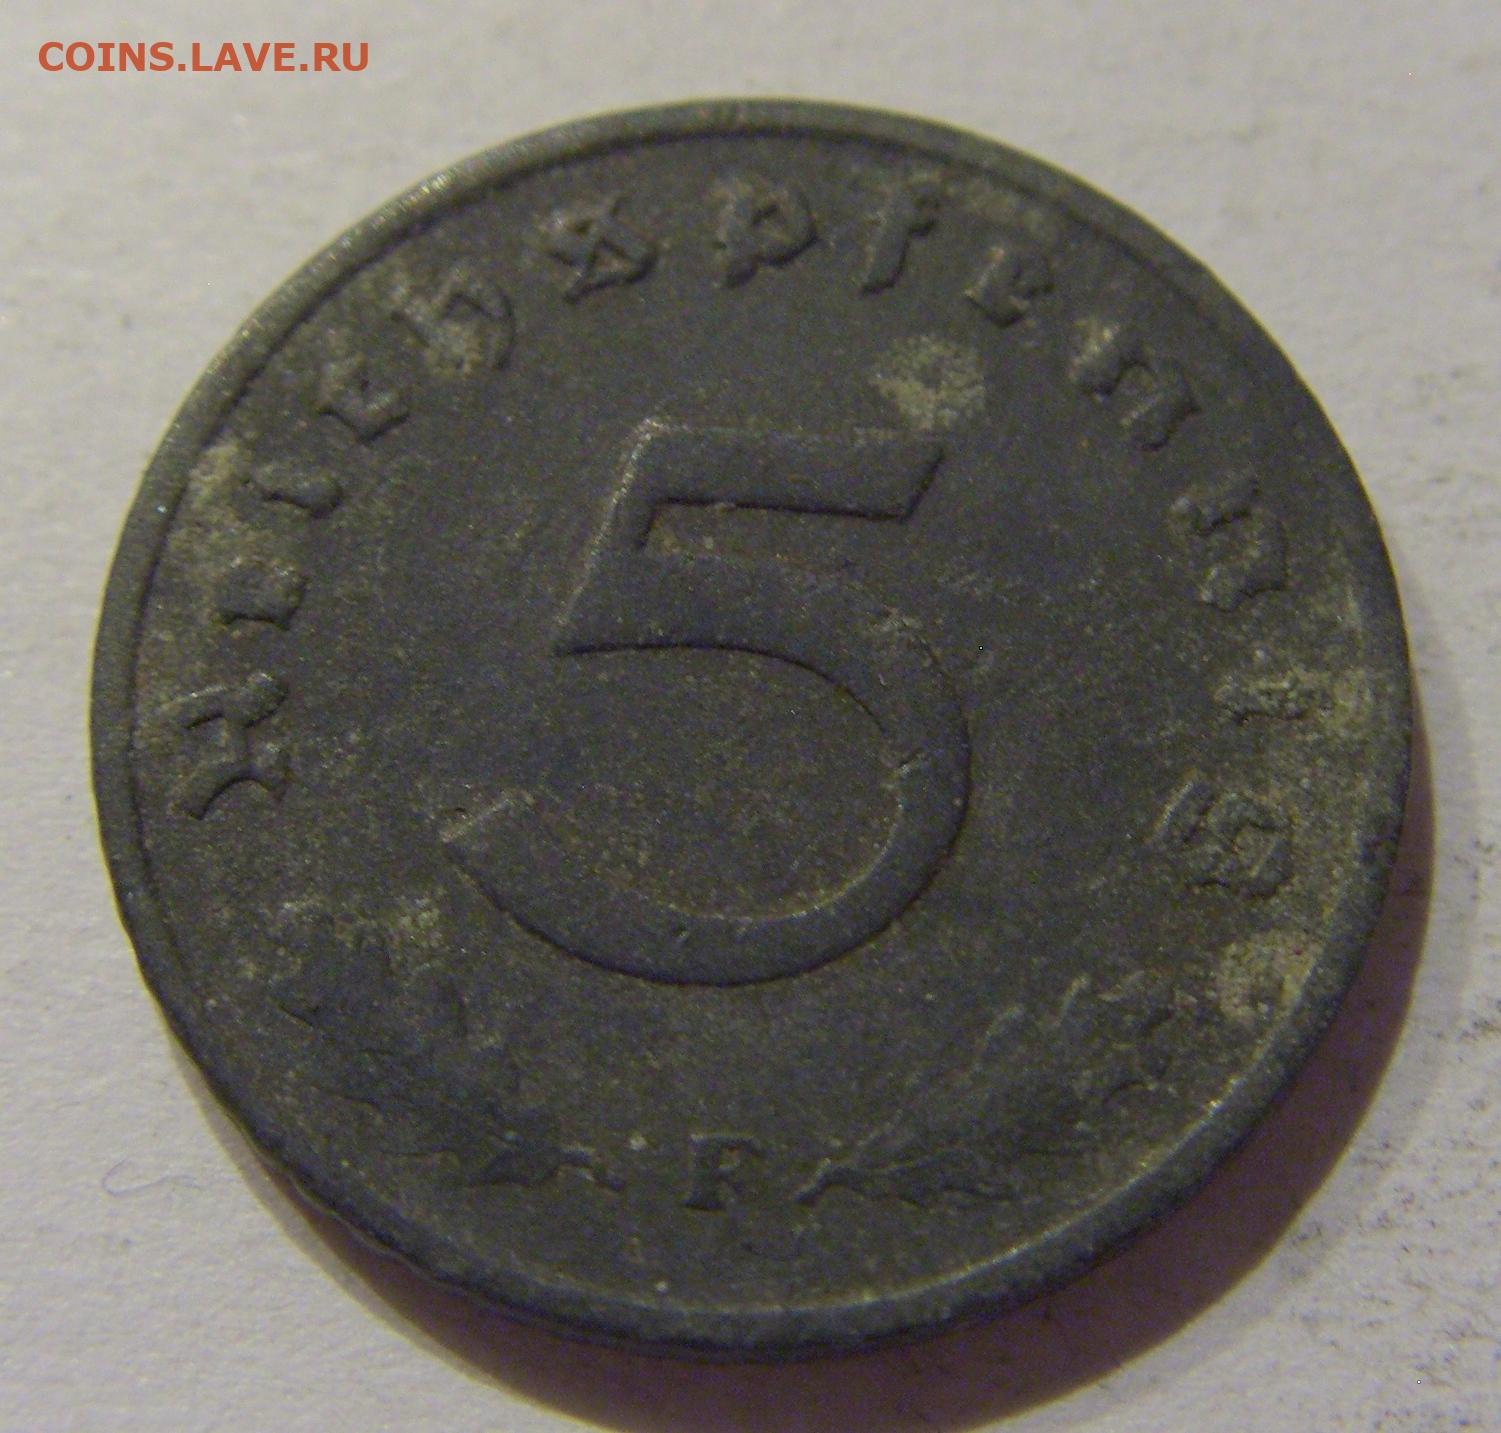 COINS.LAVE.RU
Reichspfennig
5
F